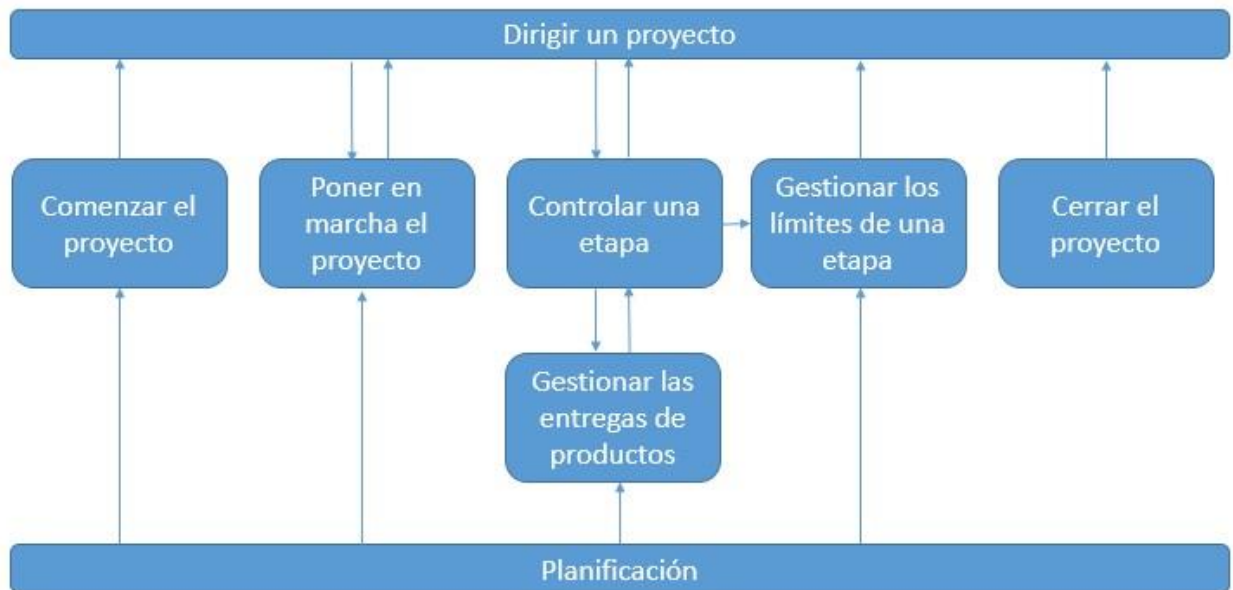 Dirigir un proyecto
Comenzar el
proyecto
Poner en
marcha el
proyecto
Controlar una
etapa
Gestionar los
límites de una
etapa
Cerrar el
proyecto
Gestionar las
entregas de
productos
Planificación